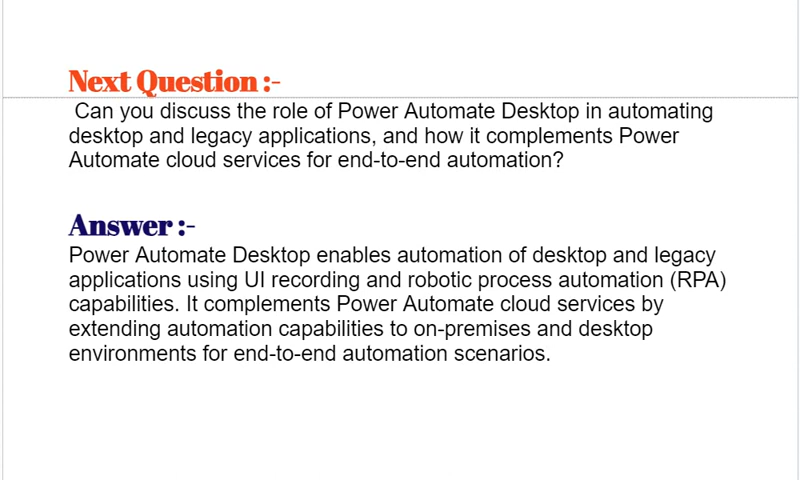 Next Question :-
Can you discuss the role of Power Automate Desktop in automating
desktop and legacy applications, and how it complements Power
Automate cloud services for end-to-end automation?
Answer :-
Power Automate Desktop enables automation of desktop and legacy
applications using UI recording and robotic process automation (RPA)
capabilities. It complements Power Automate cloud services by
extending automation capabilities to on-premises and desktop
environments for end-to-end automation scenarios.